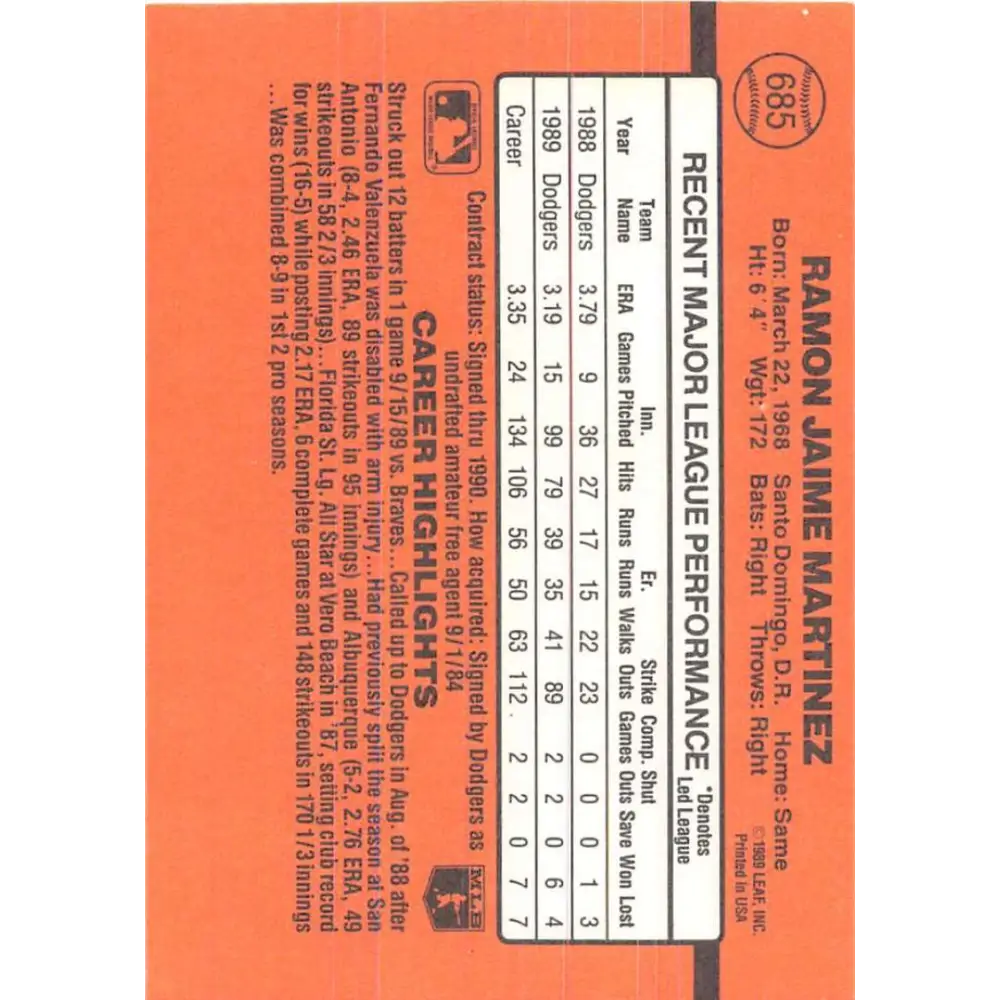 685
RAMON JAIME MARTINEZ
Born: March 22, 1968 Santo Domingo, D.R. Home: Same
Ht: 6'4" Wgt: 172 Bats: Right Throws: Right
©1989 LEAF, INC.
Printed in USA
RECENT MAJOR LEAGUE PERFORMANCE
*Denotes
Led League
Team Inn. Er. Strike Comp. Shut
Year Name ERA Games Pitched Hits Runs Runs Walks Outs Games Outs Save Won Lost
1988 Dodgers 3.79 9 36 27 17 15 22 23 0 0 0 1 3
1989 Dodgers 3.19 15 99 79 39 35 41 89 2 2 0 6 4
Career 3.35 24 134 106 56 50 63 112 2 2 0 7 7
Contract status: Signed thru 1990. How acquired: Signed by Dodgers as
undrafted amateur free agent 9/1/84
MLB
CAREER HIGHLIGHTS
Struck out 12 batters in 1 game 9/15/89 vs. Braves...Called up to Dodgers in Aug. of '88 after
Fernando Valenzuela was disabled with arm injury...Had previously split the season at San
Antonio (8-4, 2.46 ERA, 89 strikeouts in 95 innings) and Albuquerque (5-2, 2.76 ERA, 49
strikeouts in 58 2/3 innings)...Florida St. Lg. All Star at Vero Beach in '87, setting club record
for wins (16-5) while posting 2.17 ERA, 6 complete games and 148 strikeouts in 170 1/3 innings
...Was combined 8-9 in 1st 2 pro seasons.